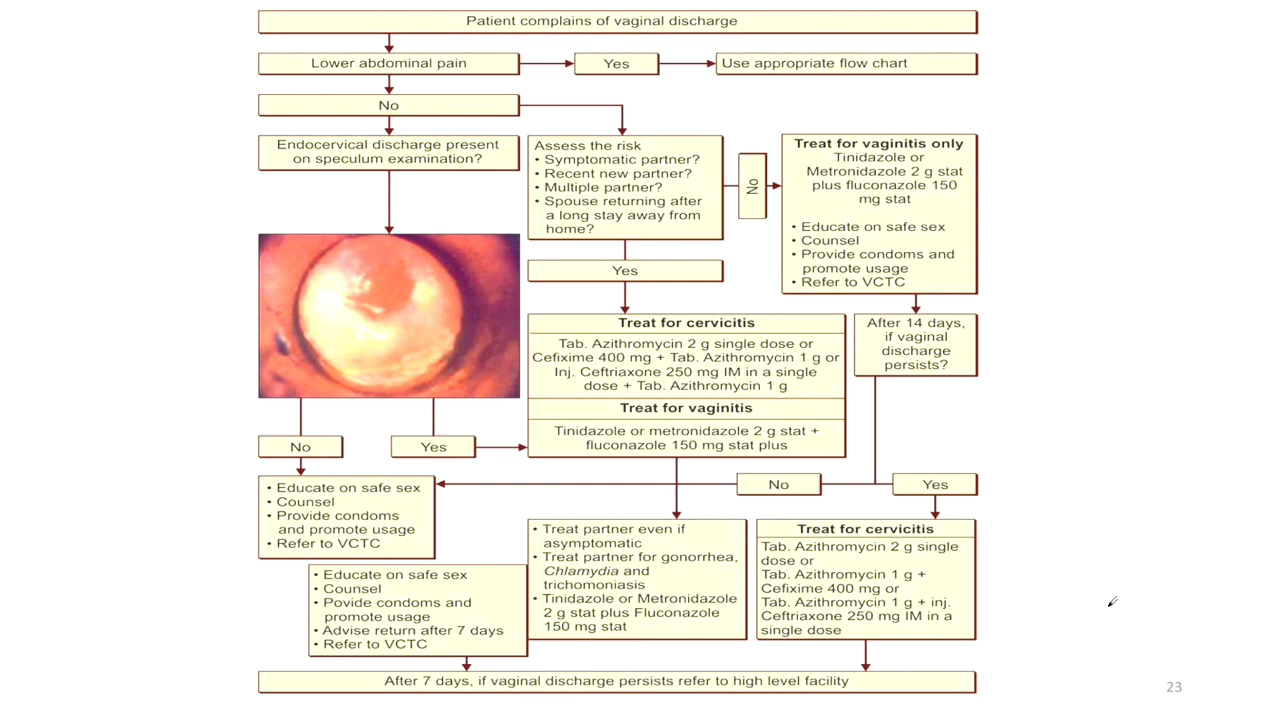 Patient complains of vaginal discharge
Lower abdominal pain
Yes
Use appropriate flow chart
No
Endocervical discharge present
on speculum examination?
Assess the risk
• Symptomatic partner?
• Recent new partner?
• Multiple partner?
• Spouse returning after
a long stay away from
home?
No
Treat for vaginitis only
Tinidazole or
Metronidazole 2 g stat
plus fluconazole 150
mg stat
• Educate on safe sex
• Counsel
• Provide condoms and
promote usage
• Refer to VCTC
Yes
Treat for cervicitis
Tab. Azithromycin 2 g single dose or
Cefixime 400 mg + Tab. Azithromycin 1 g or
Inj. Ceftriaxone 250 mg IM in a single
dose + Tab. Azithromycin 1 g
Treat for vaginitis
Tinidazole or metronidazole 2 g stat +
fluconazole 150 mg stat plus
After 14 days,
if vaginal
discharge
persists?
No
Yes
No
Yes
• Educate on safe sex
• Counsel
• Provide condoms
and promote usage
• Refer to VCTC
• Educate on safe sex
• Counsel
• Povide condoms and
promote usage
• Advise return after 7 days
• Refer to VCTC
• Treat partner even if
asymptomatic
• Treat partner for gonorrhea,
Chlamydia and
trichomoniasis
• Tinidazole or Metronidazole
2 g stat plus Fluconazole
150 mg stat
Treat for cervicitis
Tab. Azithromycin 2 g single
dose or
Tab. Azithromycin 1 g +
Cefixime 400 mg or
Tab. Azithromycin 1 g + inj.
Ceftriaxone 250 mg IM in a
single dose
After 7 days, if vaginal discharge persists refer to high level facility
23